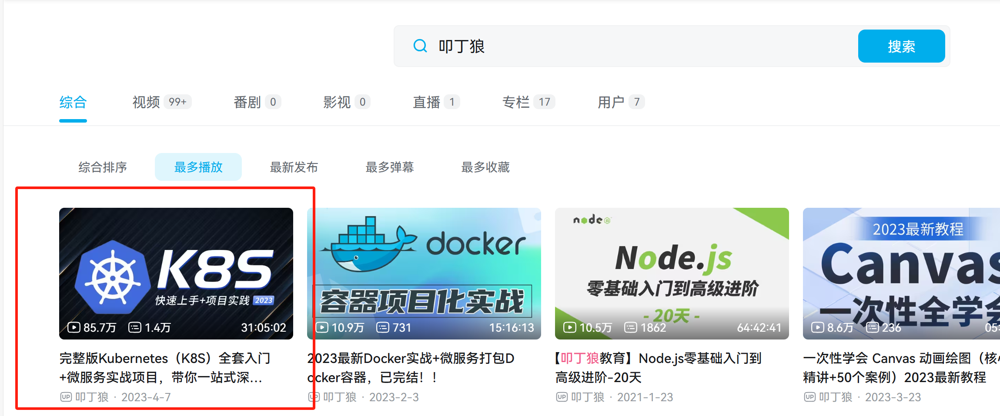 叩丁狼
搜索
综合 视频 99+ 番剧 0 影视 0 直播 1 专栏 17 用户 7
综合排序 最多播放 最新发布 最多弹幕 最多收藏
K8S
快速上手+项目实践 2023
85.7万 1.4万 31:05:02
完整版Kubernetes（K8S）全套入门
+微服务实战项目，带你一站式深...
UP 叩丁狼 · 2023-4-7
docker
容器项目化实战
10.9万 731 15:16:13
2023最新Docker实战+微服务打包D
ocker容器，已完结！！
UP 叩丁狼 · 2023-2-3
node JS
Node.js
零基础入门到高级进阶
- 20天 -
10.5万 1862 64:42:41
【叩丁狼教育】Node.js零基础入门到
高级进阶-20天
UP 叩丁狼 · 2021-1-23
2023最新教程
Canvas
一次性全学会
8.6万 236 05:
一次性学会 Canvas 动画绘图（核心
精讲+50个案例）2023最新教程
UP 叩丁狼 · 2023-3-23